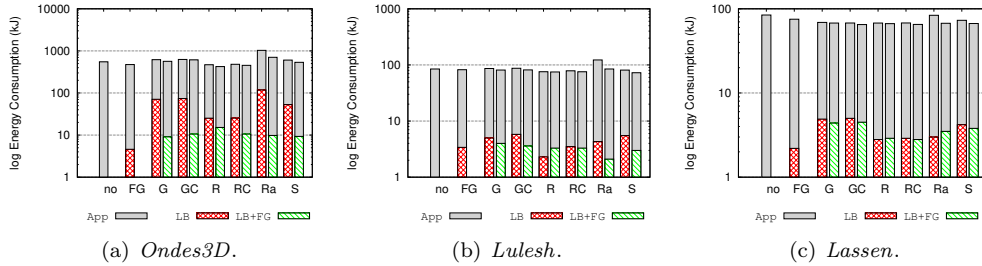 log Energy Consumption (kJ)
10000
1000
100
10
1
no FG G GC R RC Ra S
App LB LB+FG
(a) Ondes3D.
log Energy Consumption (kJ)
1000
100
10
1
no FG G GC R RC Ra S
App LB LB+FG
(b) Lulesh.
log Energy Consumption (kJ)
100
10
1
no FG G GC R RC Ra S
App LB LB+FG
(c) Lassen.